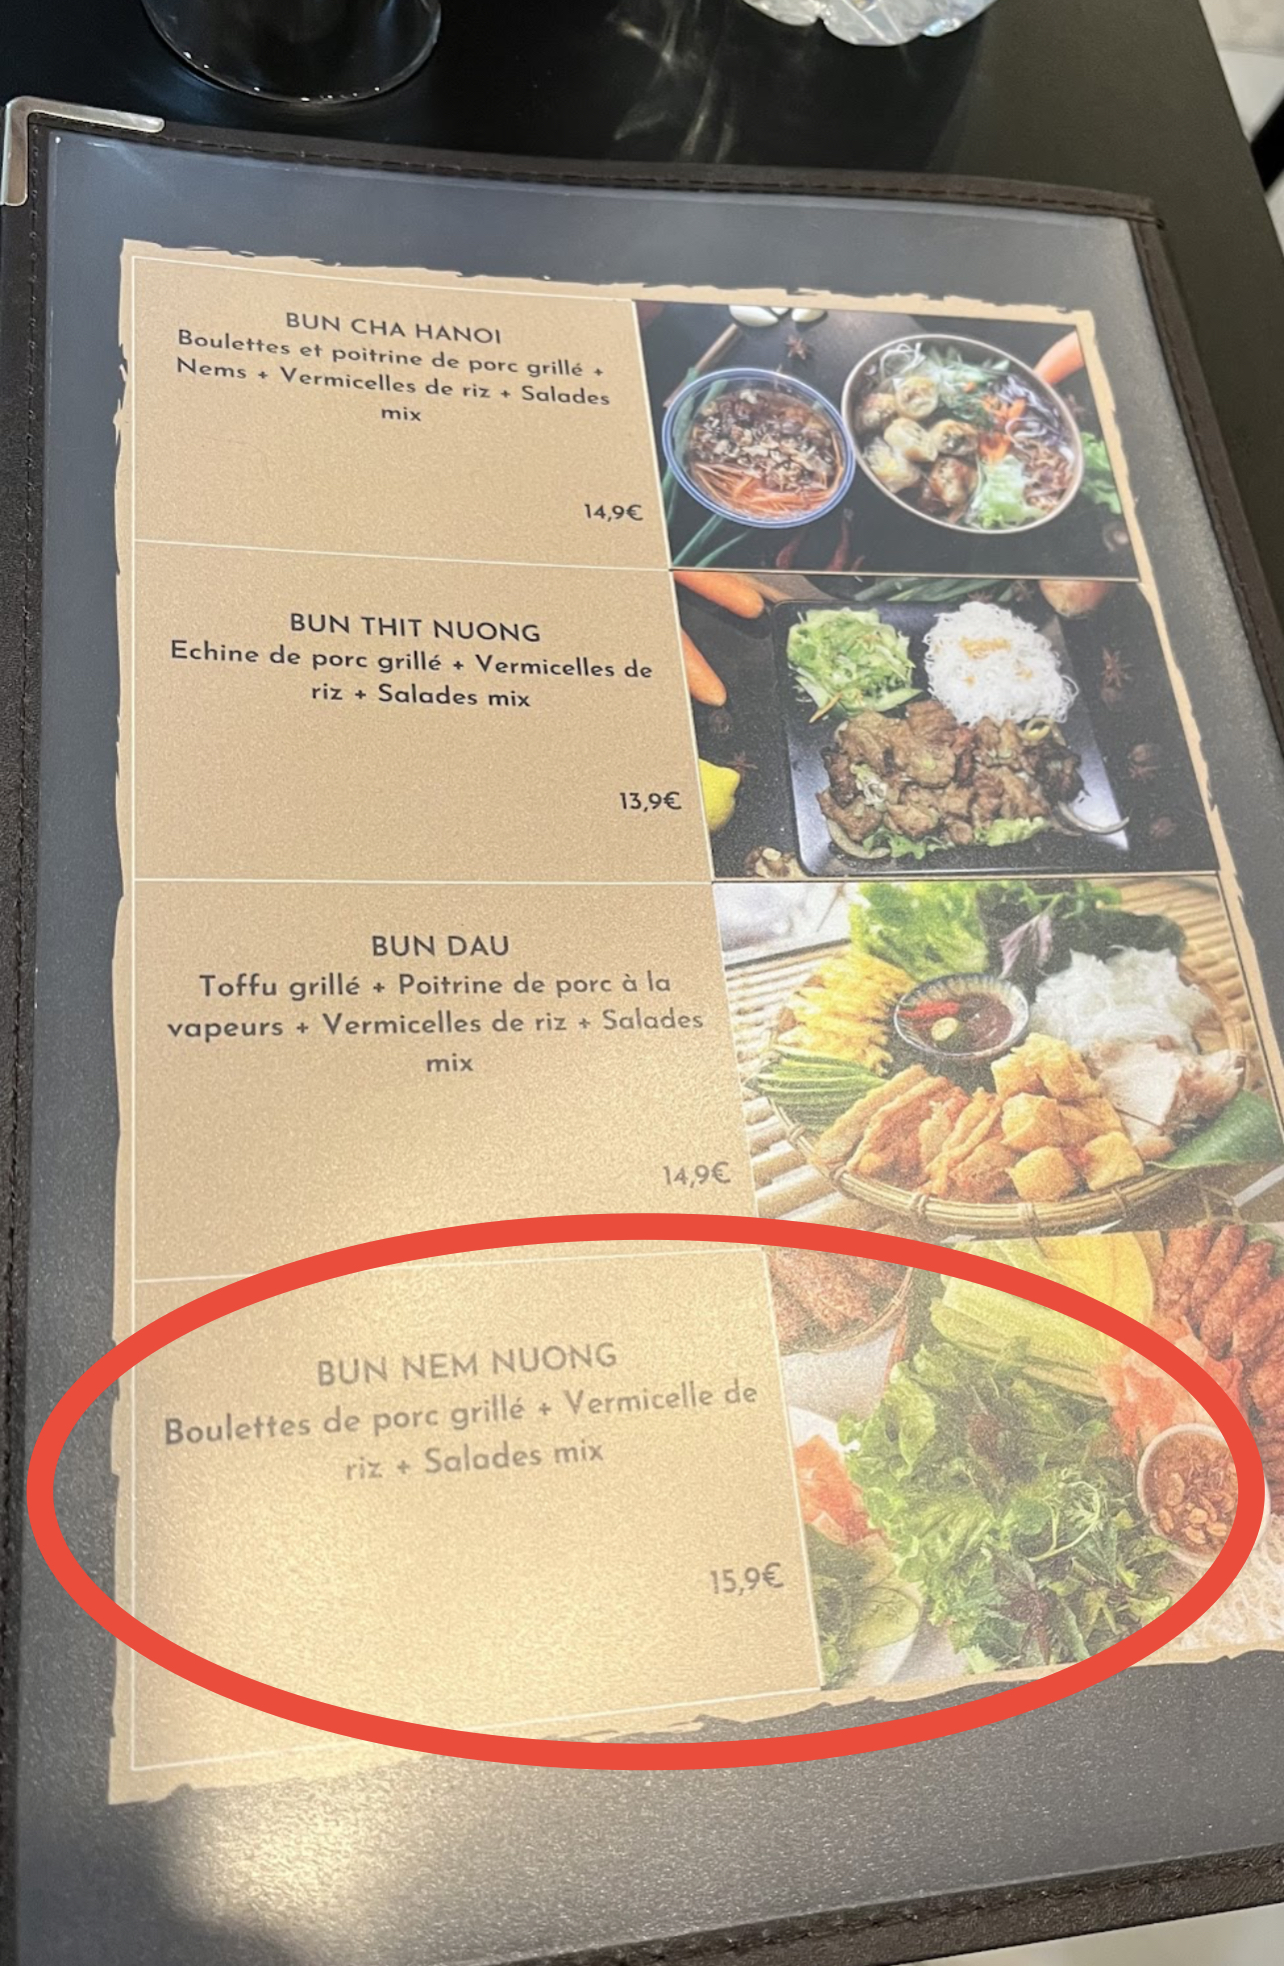 BUN CHA HANOI
Boulettes et poitrine de porc grillé +
Nems + Vermicelles de riz + Salades
mix
14,9€
BUN THIT NUONG
Echine de porc grillé + Vermicelles de
riz + Salades mix
13,9€
BUN DAU
Toffu grillé + Poitrine de porc à la
vapeurs + Vermicelles de riz + Salades
mix
14,9€
BUN NEM NUONG
Boulettes de porc grillé + Vermicelle de
riz + Salades mix
15,9€